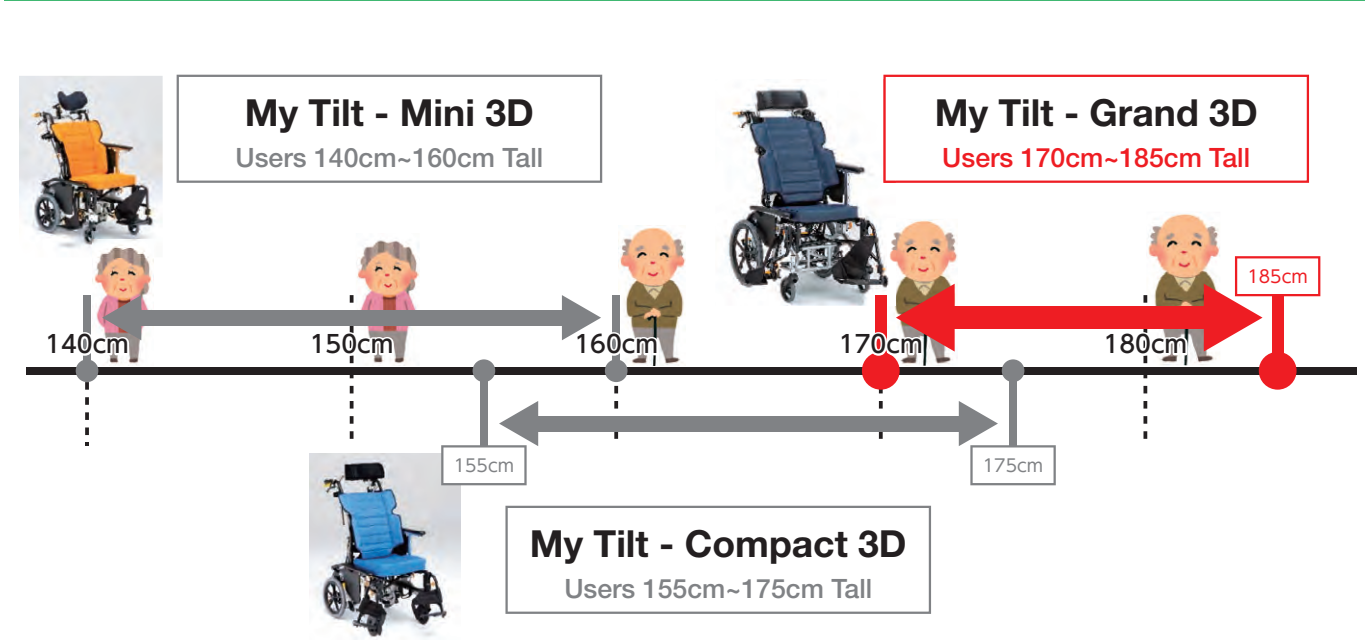 My Tilt - Mini 3D
Users 140cm~160cm Tall
My Tilt - Grand 3D
Users 170cm~185cm Tall
185cm
140cm
150cm
160cm
170cm
180cm
155cm
175cm
My Tilt - Compact 3D
Users 155cm~175cm Tall